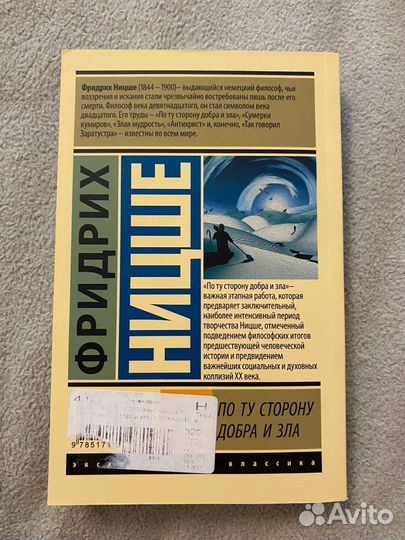 Фридрих Ницше (1844 – 1900)– выдающийся немецкий философ, чьи
воззрения и искания стали чрезвычайно востребованы лишь после его
смерти. Философ века девятнадцатого, он стал символом века
двадцатого. Его труды – «По ту сторону добра и зла», «Сумерки
кумиров», «Злая мудрость», «Антихрист» и, конечно, «Так говорил
Заратустра» – известны во всем мире.
ФРИДРИХ
НИЦШЕ
«По ту сторону добра и зла»–
важная этапная работа, которая
предваряет заключительный,
наиболее интенсивный период
творчества Ницше, отмеченный
подведением философских итогов
предшествующей человеческой
истории и предвидением
важнейших социальных и духовных
коллизий XX века.
ПО ТУ СТОРОНУ
ДОБРА И ЗЛА
Н
320
9 785171
экс
классика
Avito